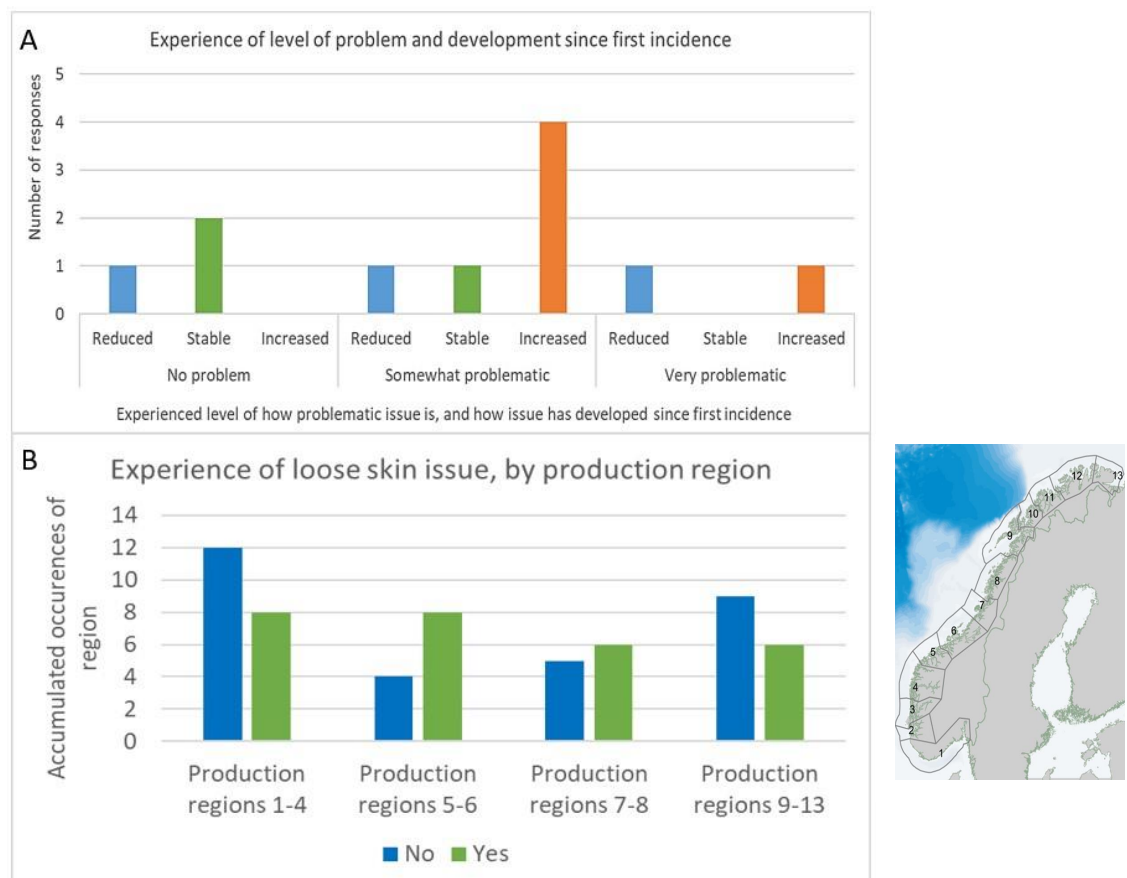 A
Experience of level of problem and development since first incidence
Number of responses
5
4
3
2
1
0
Reduced Stable Increased Reduced Stable Increased Reduced Stable Increased
No problem Somewhat problematic Very problematic
Experienced level of how problematic issue is, and how issue has developed since first incidence
B
Experience of loose skin issue, by production region
Accumulated occurences of
region
14
12
10
8
6
4
2
0
Production Production Production Production
regions 1-4 regions 5-6 regions 7-8 regions 9-13
No Yes
12 13
11
10
9
8
7
6
5
4
3
2
1